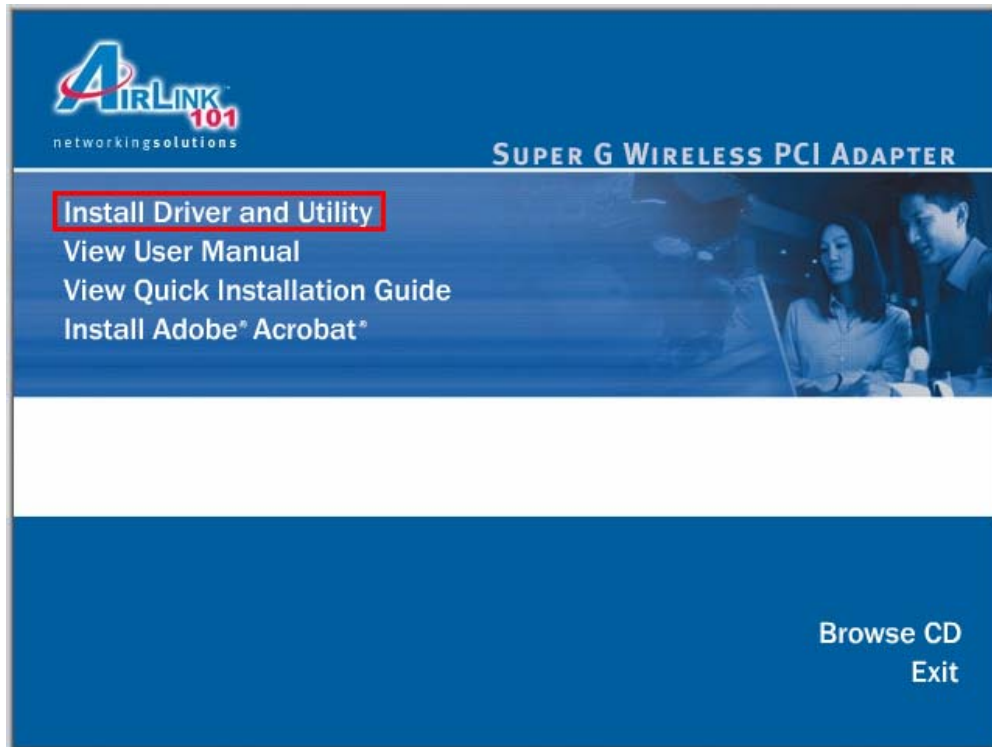 AIRLINK™
101
networkingsolutions
SUPER G WIRELESS PCI ADAPTER
Install Driver and Utility
View User Manual
View Quick Installation Guide
Install Adobe® Acrobat®
Browse CD
Exit